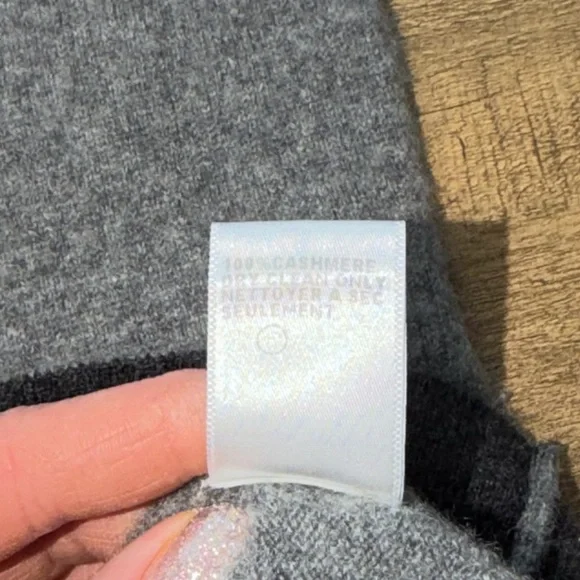 100% CASHMERE
DRY CLEAN ONLY
NETTOYER A SEC
SEULEMENT.